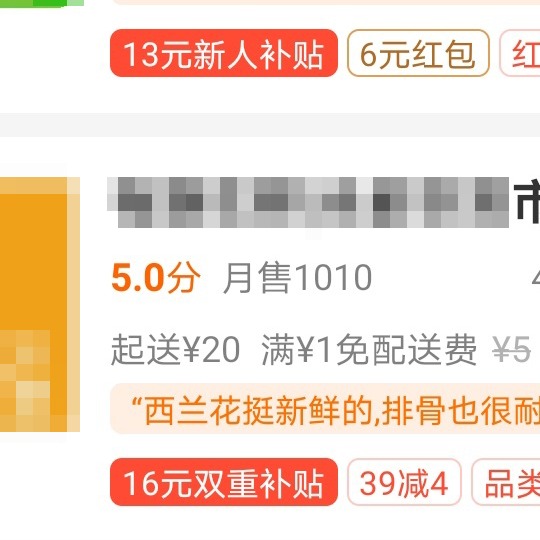 13元新人补贴 6元红包 红
市
5.0分 月售1010
起送¥20 满¥1免配送费 ¥5
“西兰花挺新鲜的,排骨也很耐
16元双重补贴 39减4 品类